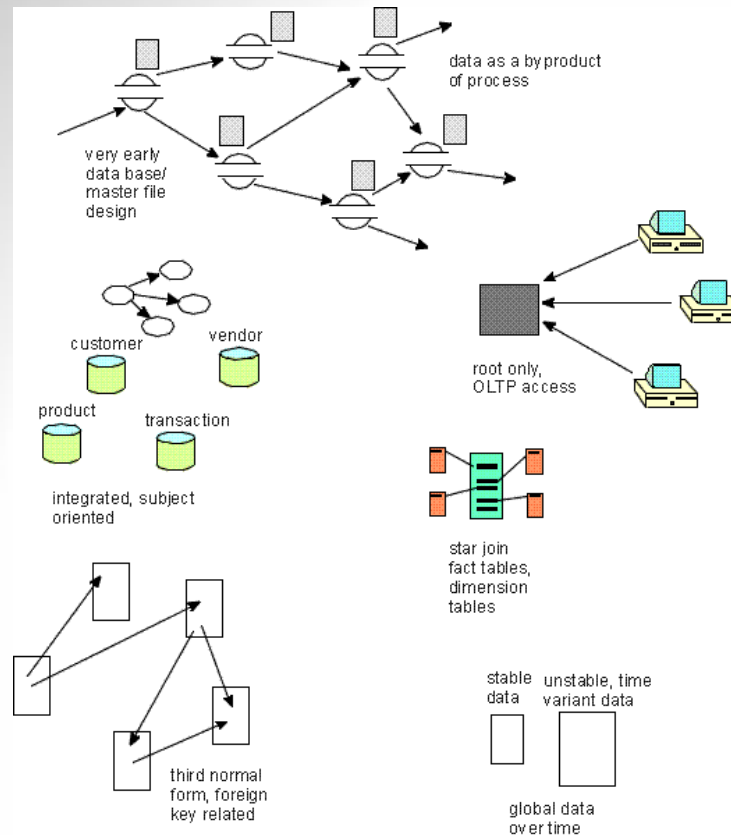 data as a by product
of process
very early
data base/
master file
design
customer
vendor
product
transaction
integrated, subject
oriented
root only,
OLTP access
star join
fact tables,
dimension
tables
third normal
form, foreign
key related
stable
data
unstable, time
variant data
global data
over time